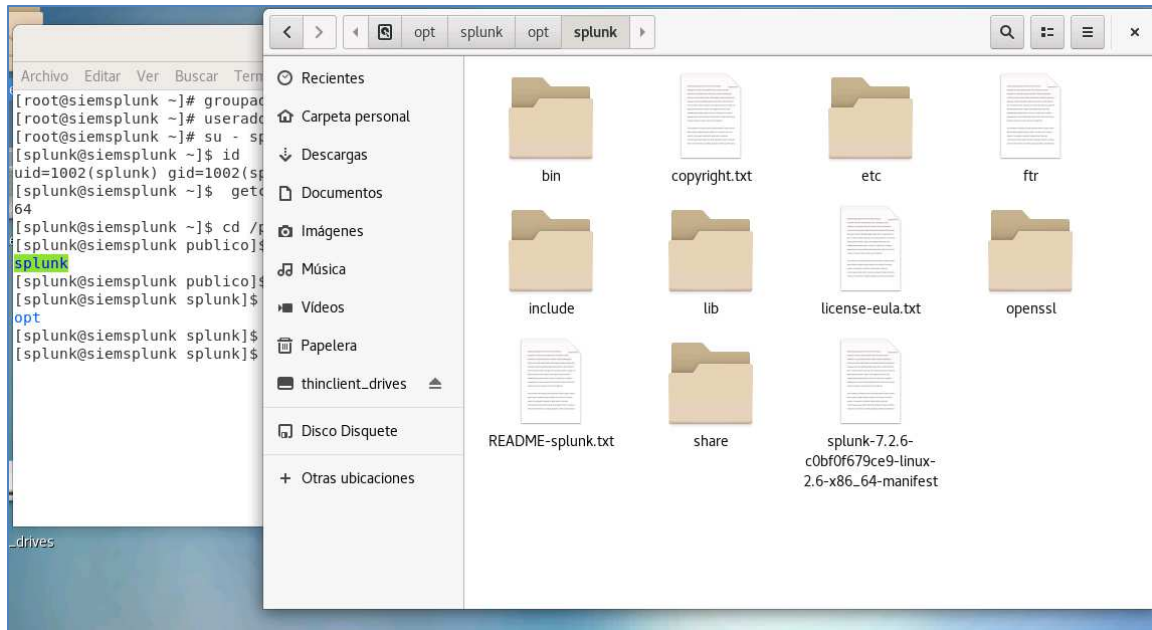 Archivo Editar Ver Buscar Term
[root@siemsplunk ~]# groupad
[root@siemsplunk ~]# useradd
[root@siemsplunk ~]# su - sp
[splunk@siemsplunk ~]$ id
uid=1002(splunk) gid=1002(sp
[splunk@siemsplunk ~]$  getc
64
[splunk@siemsplunk ~]$ cd /p
[splunk@siemsplunk publico]$
splunk
[splunk@siemsplunk publico]$
[splunk@siemsplunk splunk]$
opt
[splunk@siemsplunk splunk]$
[splunk@siemsplunk splunk]$
_drives
opt splunk opt splunk
Recientes
Carpeta personal
Descargas
Documentos
Imágenes
Música
Vídeos
Papelera
thinclient_drives
Disco Disquete
+ Otras ubicaciones
bin copyright.txt etc ftr
include lib license-eula.txt openssl
README-splunk.txt share splunk-7.2.6-
c0bf0f679ce9-linux-
2.6-x86_64-manifest